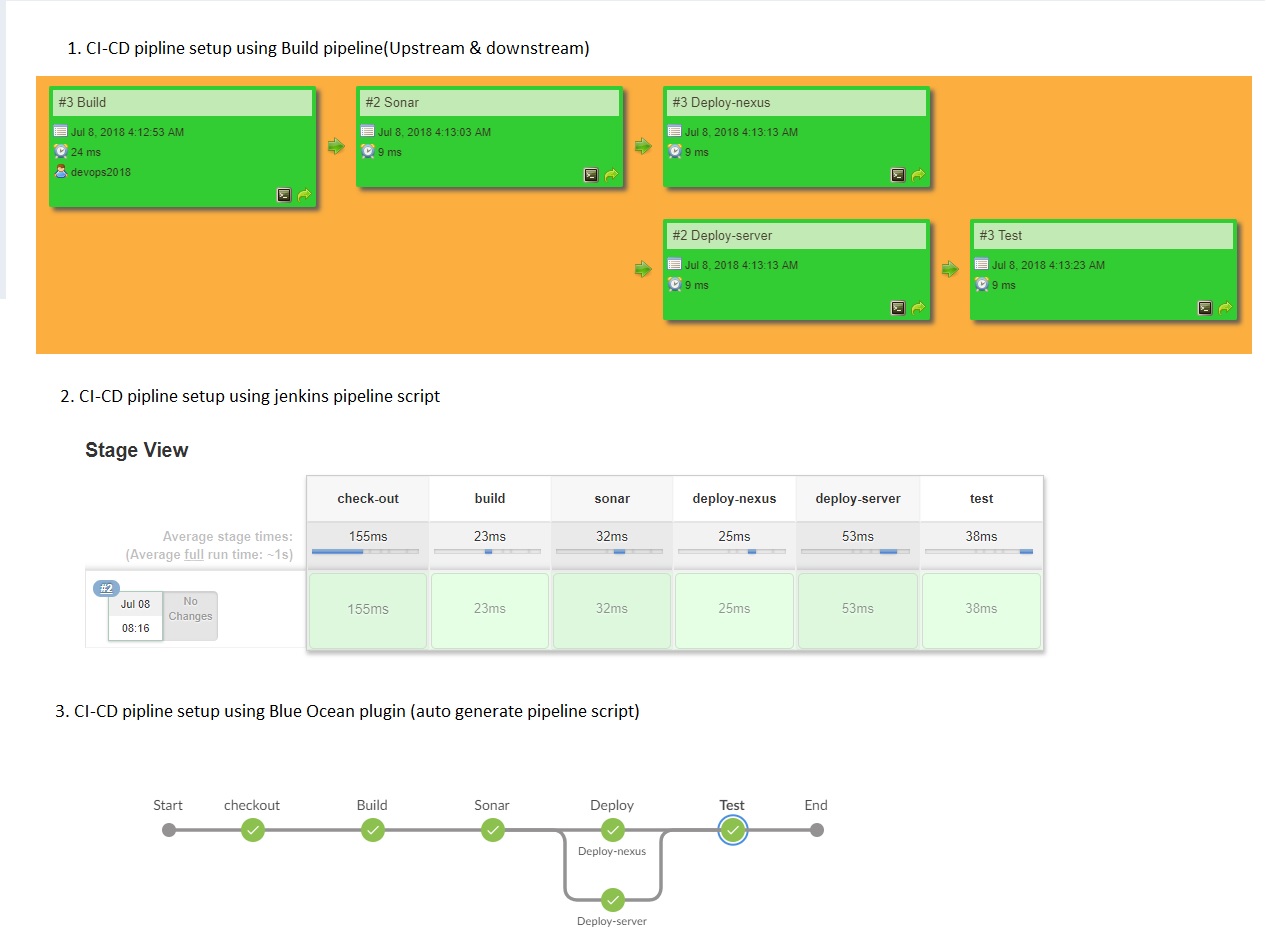 1. CI-CD pipline setup using Build pipeline(Upstream & downstream)
#3 Build
Jul 8, 2018 4:12:53 AM
24 ms
devops2018
#2 Sonar
Jul 8, 2018 4:13:03 AM
9 ms
#3 Deploy-nexus
Jul 8, 2018 4:13:13 AM
9 ms
#2 Deploy-server
Jul 8, 2018 4:13:13 AM
9 ms
#3 Test
Jul 8, 2018 4:13:23 AM
9 ms
2. CI-CD pipline setup using jenkins pipeline script
Stage View
check-out build sonar deploy-nexus deploy-server test
Average stage times:
(Average full run time: ~1s)
155ms 23ms 32ms 25ms 53ms 38ms
#2
Jul 08
08:16
No
Changes
155ms 23ms 32ms 25ms 53ms 38ms
3. CI-CD pipline setup using Blue Ocean plugin (auto generate pipeline script)
Start checkout Build Sonar Deploy Test End
Deploy-nexus
Deploy-server